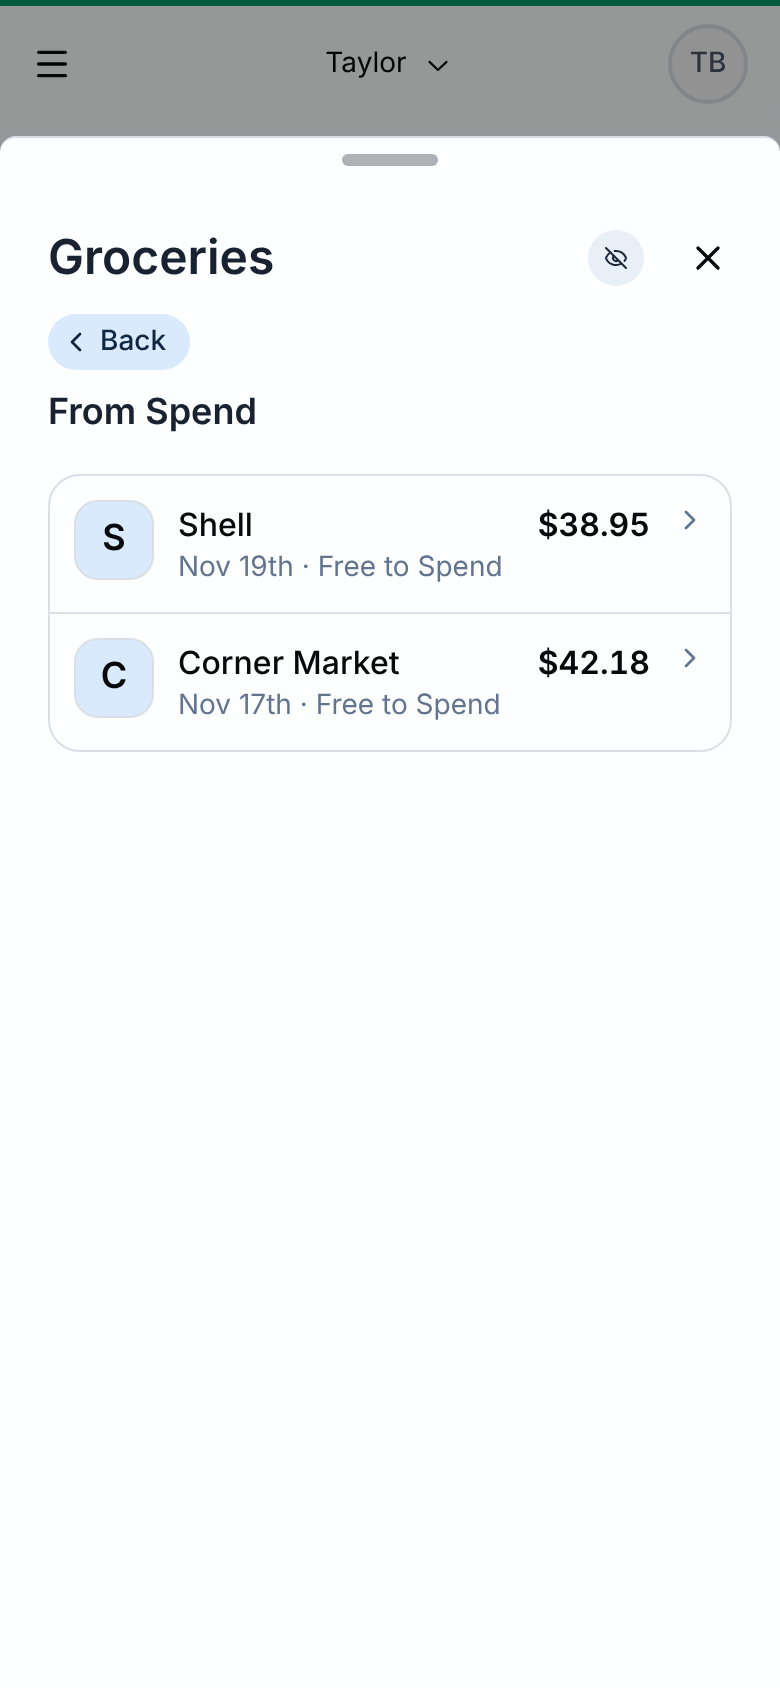 Taylor
TB
Groceries
Back
From Spend
S
Shell
$38.95
Nov 19th · Free to Spend
C
Corner Market
$42.18
Nov 17th · Free to Spend